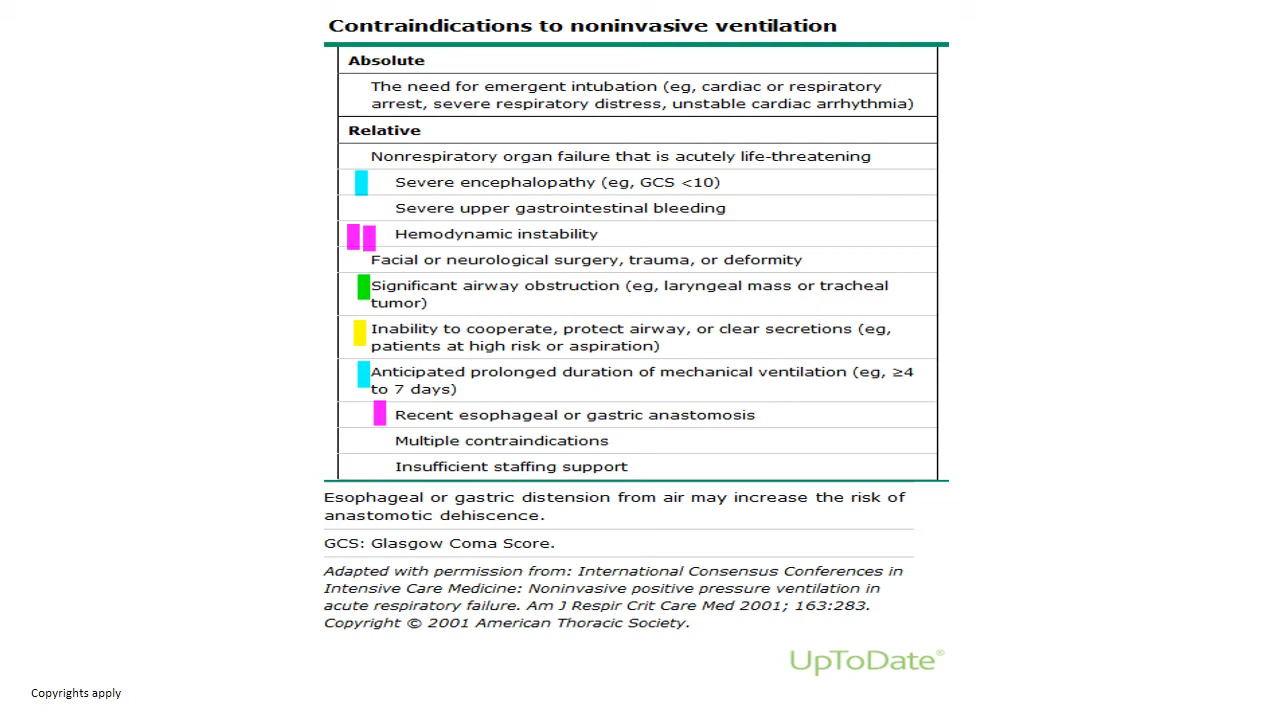 Contraindications to noninvasive ventilation
Absolute
The need for emergent intubation (eg, cardiac or respiratory
arrest, severe respiratory distress, unstable cardiac arrhythmia)
Relative
Nonrespiratory organ failure that is acutely life-threatening
Severe encephalopathy (eg, GCS <10)
Severe upper gastrointestinal bleeding
Hemodynamic instability
Facial or neurological surgery, trauma, or deformity
Significant airway obstruction (eg, laryngeal mass or tracheal
tumor)
Inability to cooperate, protect airway, or clear secretions (eg,
patients at high risk or aspiration)
Anticipated prolonged duration of mechanical ventilation (eg, ≥4
to 7 days)
Recent esophageal or gastric anastomosis
Multiple contraindications
Insufficient staffing support
Esophageal or gastric distension from air may increase the risk of
anastomotic dehiscence.
GCS: Glasgow Coma Score.
Adapted with permission from: International Consensus Conferences in
Intensive Care Medicine: Noninvasive positive pressure ventilation in
acute respiratory failure. Am J Respir Crit Care Med 2001; 163:283.
Copyright © 2001 American Thoracic Society.
UpToDate®
Copyrights apply